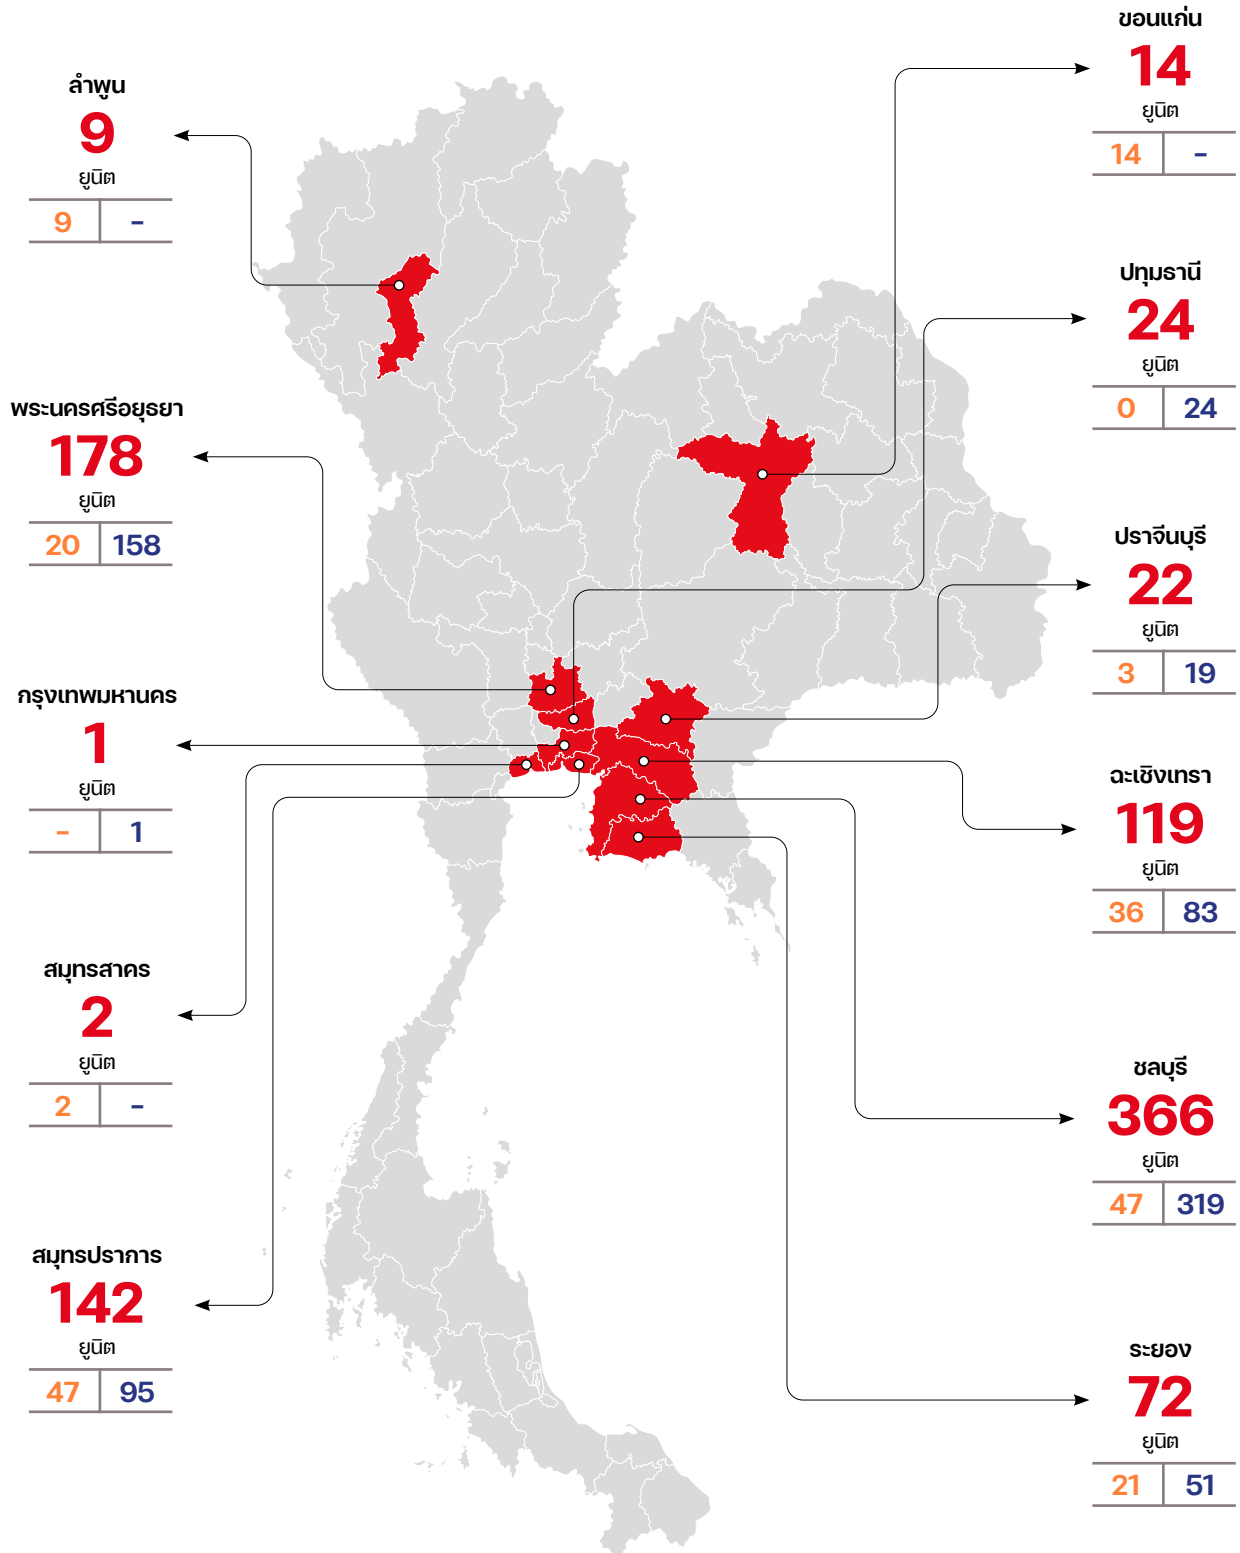 ลำพูน
9
ยูนิต
9 -
พระนครศรีอยุธยา
178
ยูนิต
20 158
กรุงเทพมหานคร
1
ยูนิต
- 1
สมุทรสาคร
2
ยูนิต
2 -
สมุทรปราการ
142
ยูนิต
47 95
ขอนแก่น
14
ยูนิต
14 -
ปทุมธานี
24
ยูนิต
0 24
ปราจีนบุรี
22
ยูนิต
3 19
ฉะเชิงเทรา
119
ยูนิต
36 83
ชลบุรี
366
ยูนิต
47 319
ระยอง
72
ยูนิต
21 51